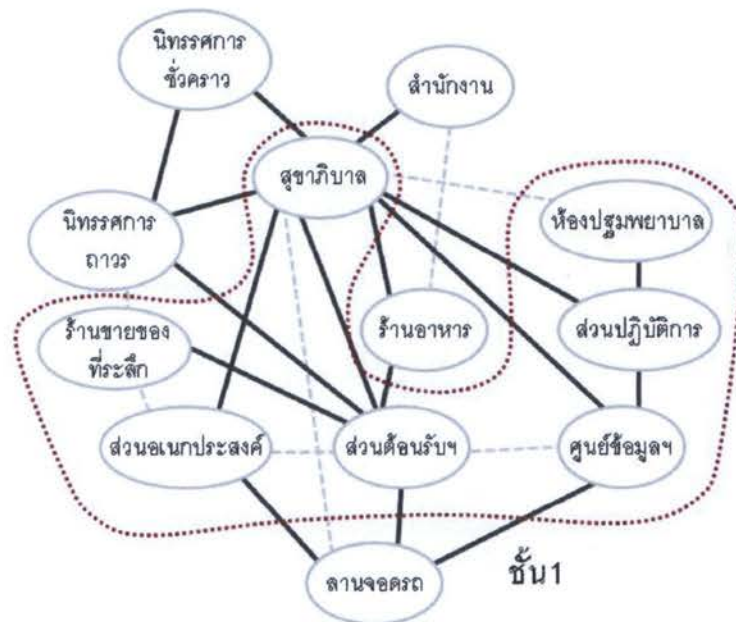 นิทรรศการ
ชั่วคราว
สำนักงาน
สุขาภิบาล
นิทรรศการ
ถาวร
ห้องปฐมพยาบาล
ร้านขายของ
ที่ระลึก
ร้านอาหาร
ส่วนปฏิบัติการ
ส่วนอเนกประสงค์
ส่วนต้อนรับฯ
ศูนย์ข้อมูลฯ
ลานจอดรถ
ชั้น1